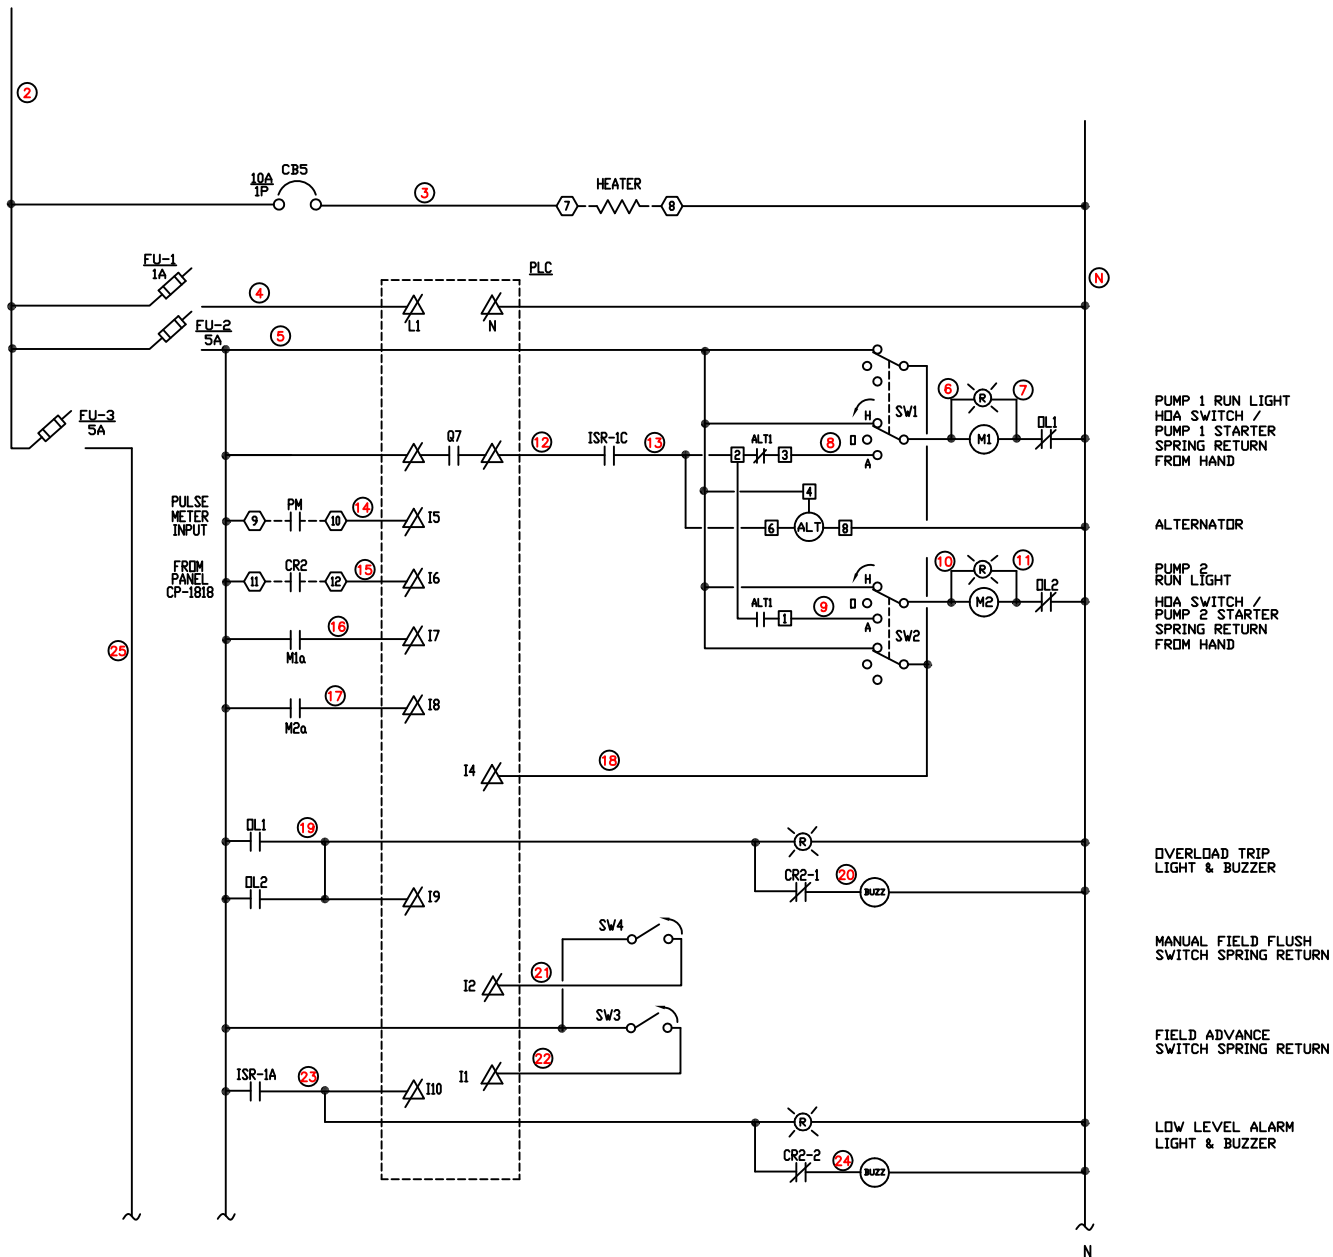 2
10A
1P
CB5
3
7
HEATER
8
FU-1
1A
4
PLC
L1
N
N
FU-2
5A
5
FU-3
5A
SW1
6
R
7
H
O
A
M1
OL1
PUMP 1 RUN LIGHT
HOA SWITCH /
PUMP 1 STARTER
SPRING RETURN
FROM HAND
Q7
12
ISR-1C
13
2
ALT1
3
8
4
PULSE
METER
INPUT
9
PM
10
14
I5
6
ALT
8
ALTERNATOR
FROM
PANEL
CP-1818
11
CR2
12
15
I6
H
O
A
10
R
11
M2
OL2
PUMP 2
RUN LIGHT
HOA SWITCH /
PUMP 2 STARTER
SPRING RETURN
FROM HAND
ALT1
1
9
SW2
25
16
M1a
I7
17
M2a
I8
I4
18
OL1
19
R
OVERLOAD TRIP
LIGHT & BUZZER
OL2
I9
CR2-1
20
BUZZ
SW4
MANUAL FIELD FLUSH
SWITCH SPRING RETURN
I2
21
SW3
FIELD ADVANCE
SWITCH SPRING RETURN
I1
22
ISR-1A
23
I10
R
LOW LEVEL ALARM
LIGHT & BUZZER
CR2-2
24
BUZZ
N